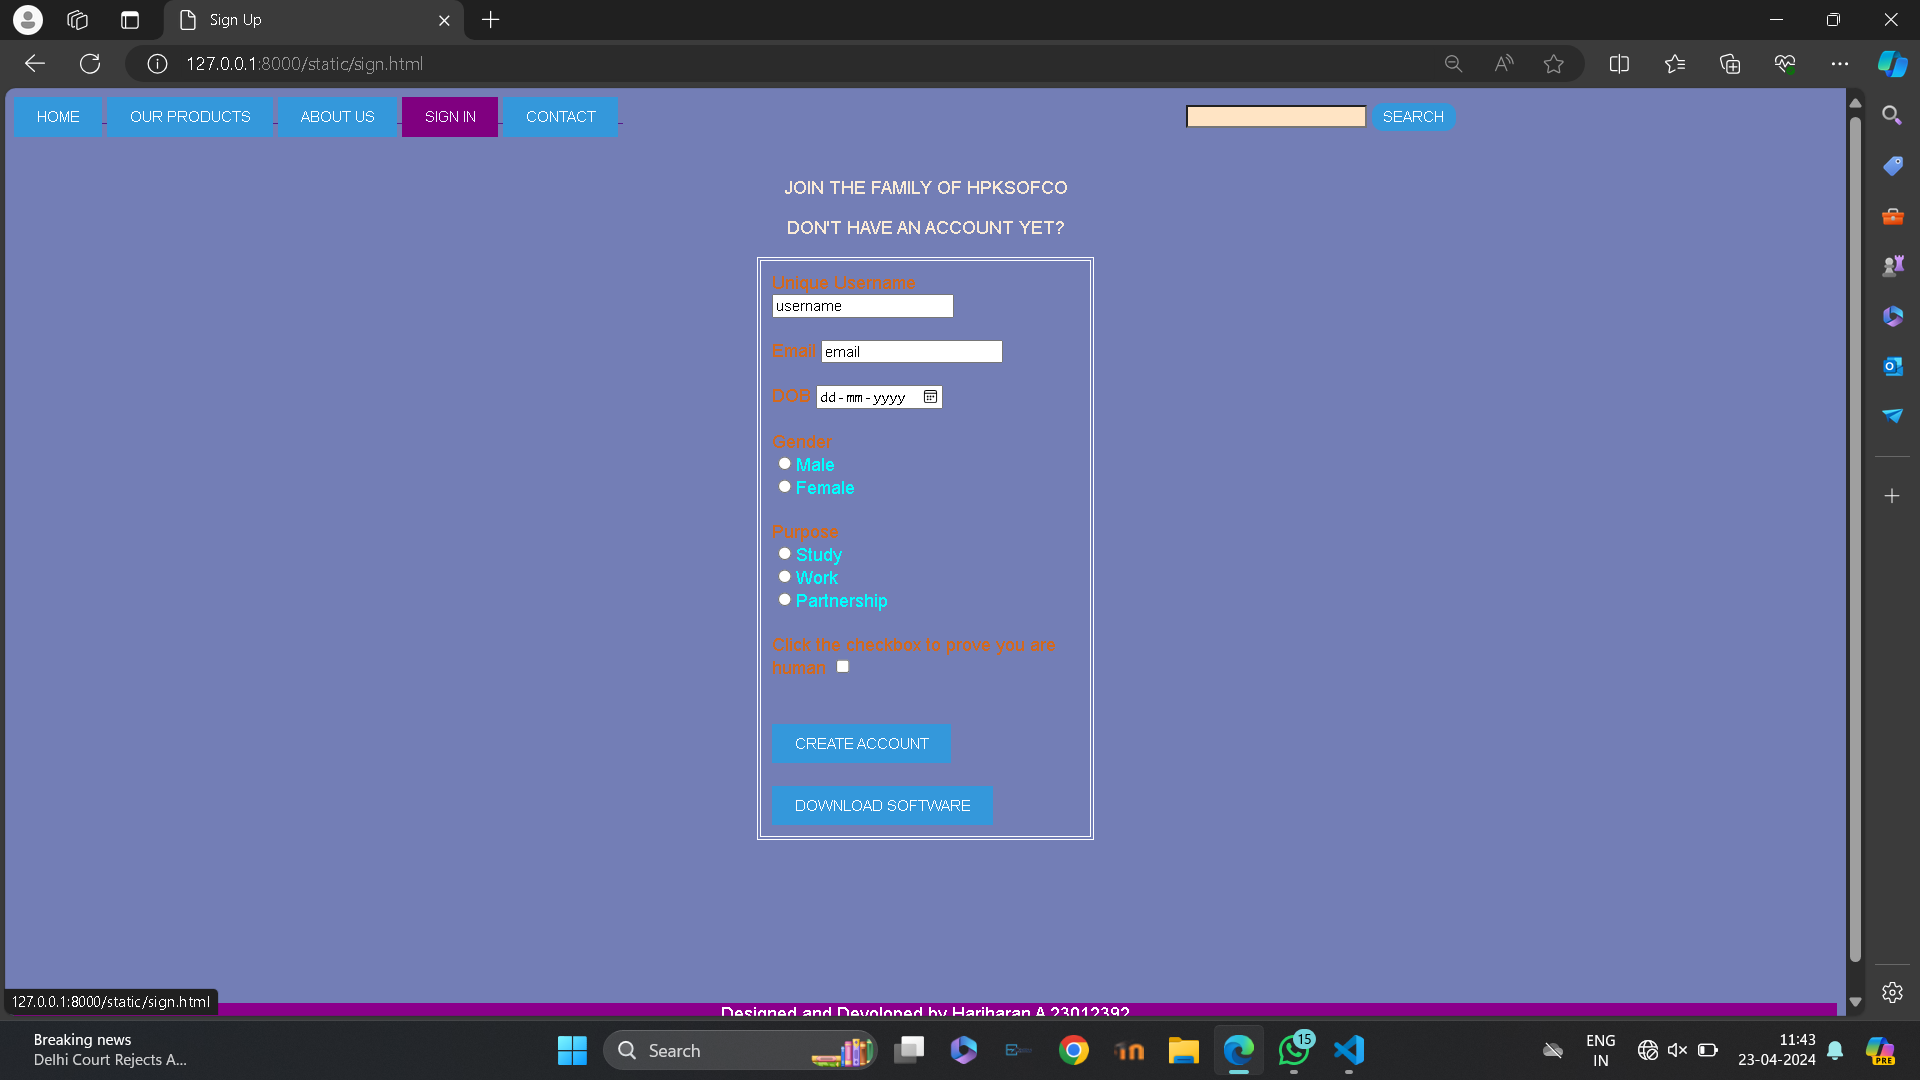 Sign Up
127.0.0.1:8000/static/sign.html
HOME OUR PRODUCTS ABOUT US SIGN IN CONTACT SEARCH
JOIN THE FAMILY OF HPKSOFCO
DON'T HAVE AN ACCOUNT YET?
Unique Username
username
Email email
DOB dd-mm-yyyy
Gender
Male
Female
Purpose
Study
Work
Partnership
Click the checkbox to prove you are
human
CREATE ACCOUNT
DOWNLOAD SOFTWARE
127.0.0.1:8000/static/sign.html
Designed and Devoloped by Hariharan A 23012392
Breaking news
Delhi Court Rejects A...
Search
15
ENG
IN
11:43
23-04-2024
PRE